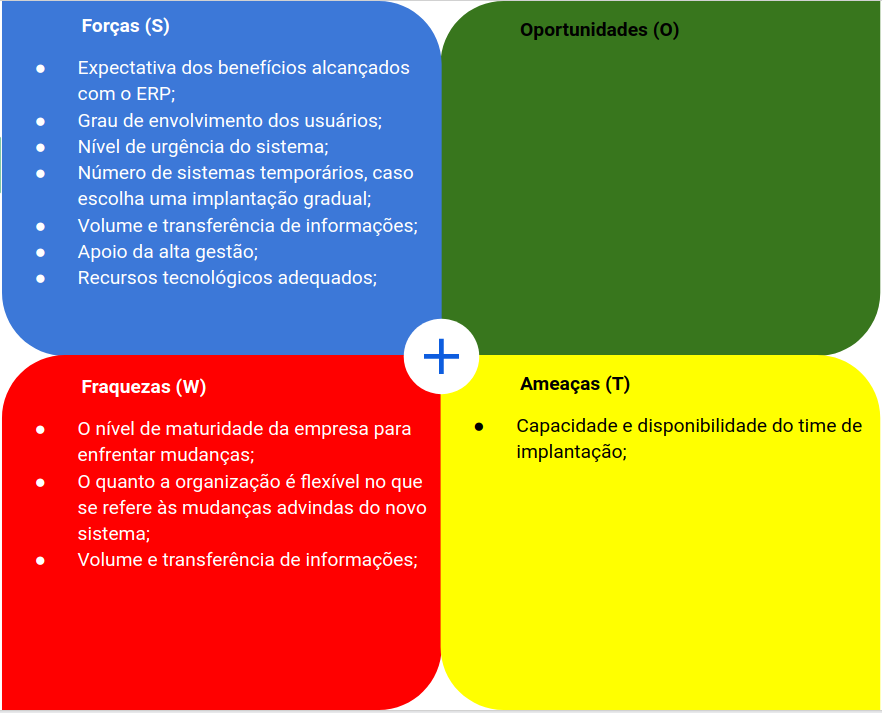 Forças (S)
● Expectativa dos benefícios alcançados
com o ERP;
● Grau de envolvimento dos usuários;
● Nível de urgência do sistema;
● Número de sistemas temporários, caso
escolha uma implantação gradual;
● Volume e transferência de informações;
● Apoio da alta gestão;
● Recursos tecnológicos adequados;
Oportunidades (O)
Fraquezas (W)
● O nível de maturidade da empresa para
enfrentar mudanças;
● O quanto a organização é flexível no que
se refere às mudanças advindas do novo
sistema;
● Volume e transferência de informações;
Ameaças (T)
● Capacidade e disponibilidade do time de
implantação;